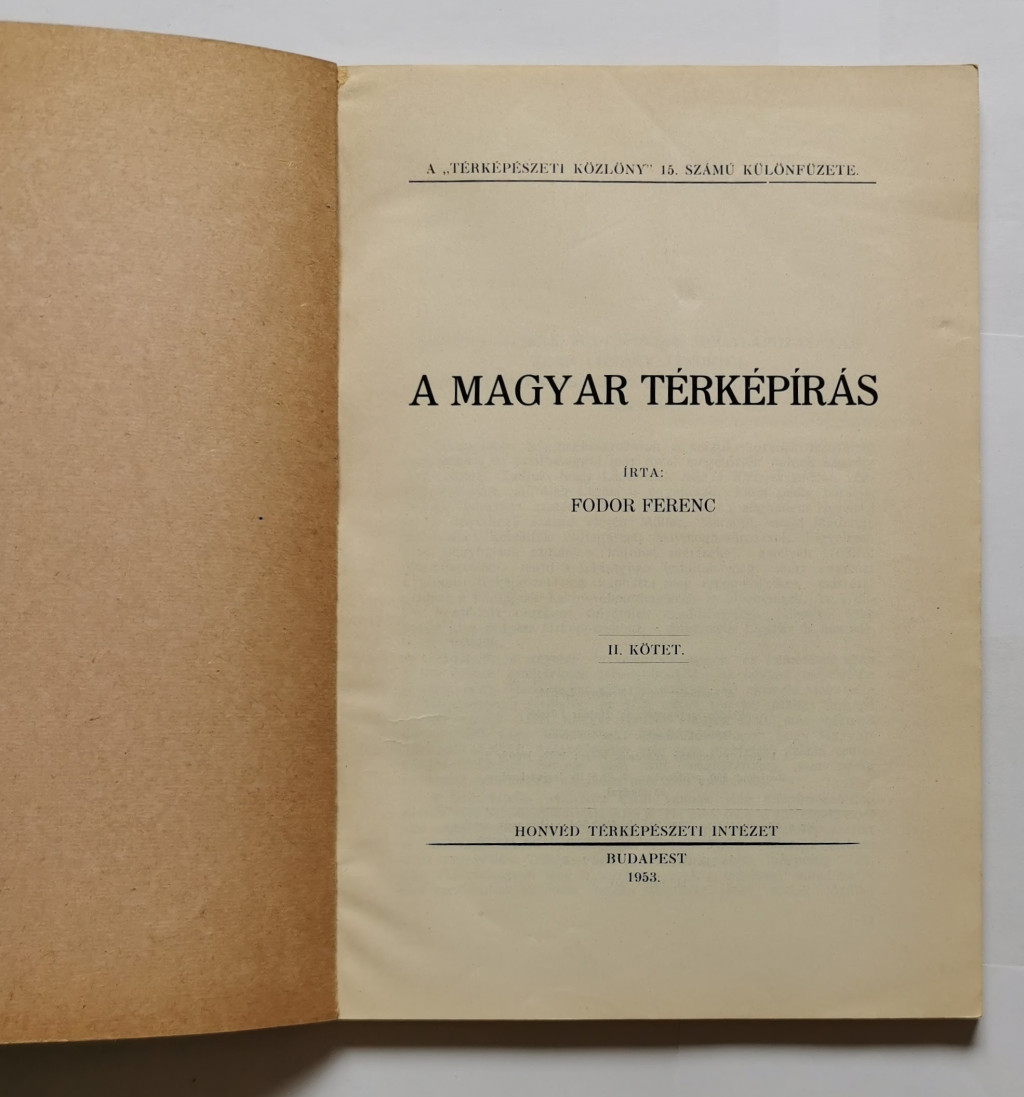 A „TÉRKÉPÉSZETI KÖZLÖNY” 15. SZÁMÚ KÜLÖNFÜZETE.
A MAGYAR TÉRKÉPÍRÁS
ÍRTA:
FODOR FERENC
II. KÖTET.
HONVÉD TÉRKÉPÉSZETI INTÉZET
BUDAPEST
1953.